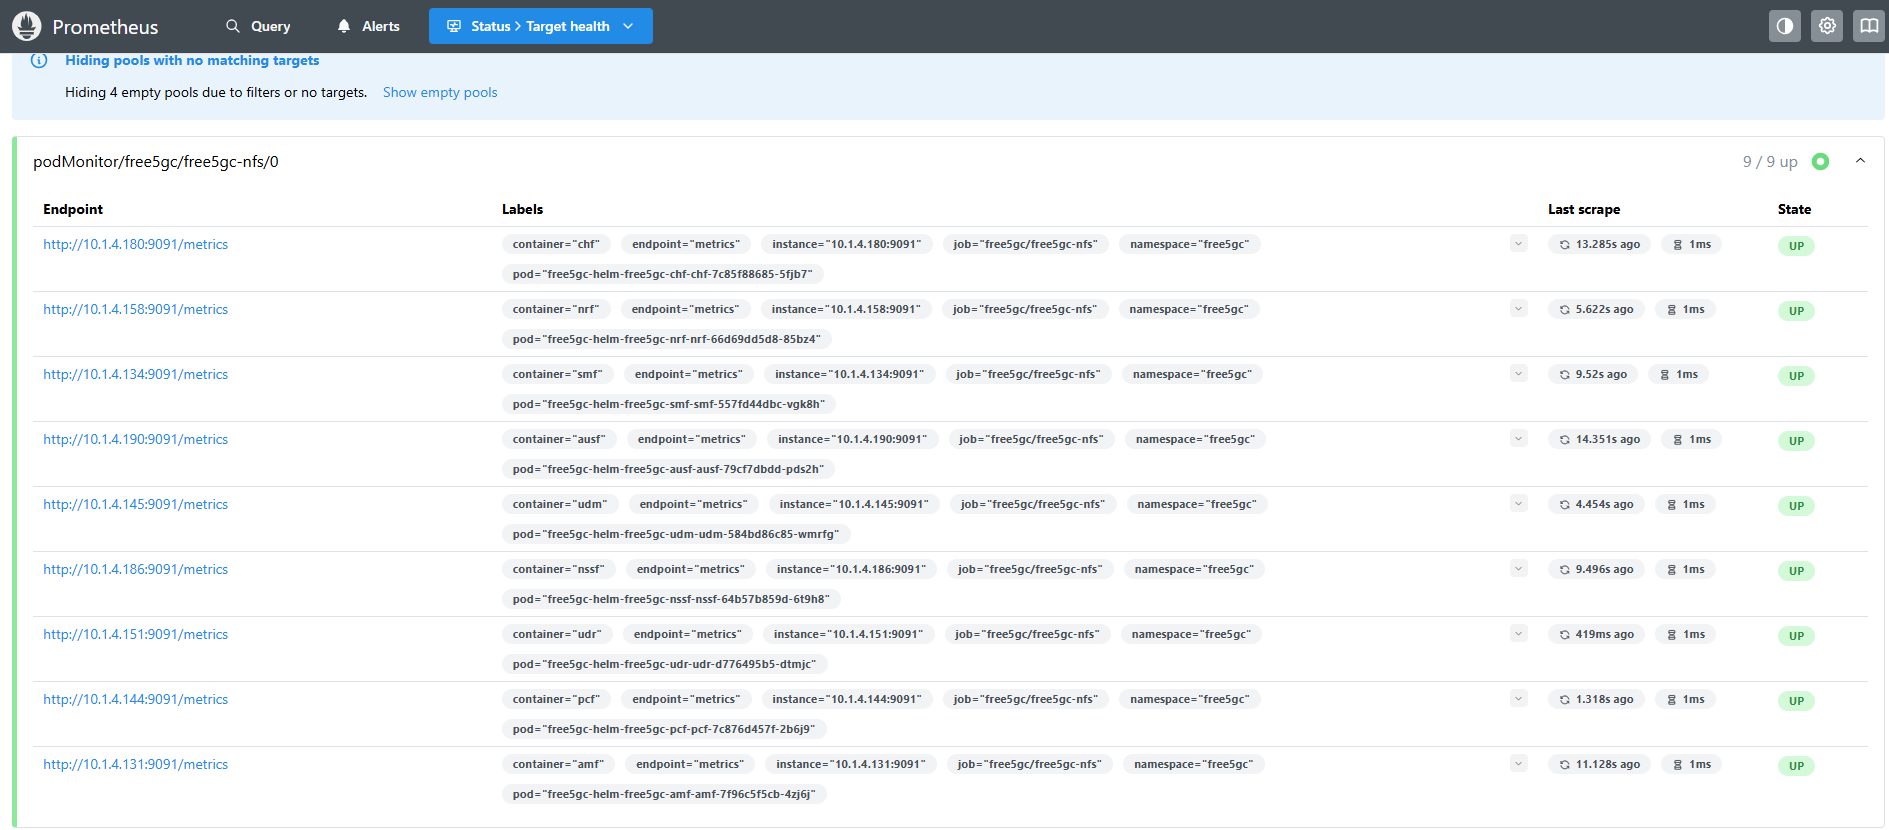 Prometheus Query Alerts Status > Target health
Hiding pools with no matching targets
Hiding 4 empty pools due to filters or no targets. Show empty pools
podMonitor/free5gc/free5gc-nfs/0 9 / 9 up
Endpoint Labels Last scrape State
http://10.1.4.180:9091/metrics container="chf" endpoint="metrics" instance="10.1.4.180:9091" job="free5gc/free5gc-nfs" namespace="free5gc" 13.285s ago 1ms UP
pod="free5gc-helm-free5gc-chf-chf-7c85f88685-5fjb7"
http://10.1.4.158:9091/metrics container="nrf" endpoint="metrics" instance="10.1.4.158:9091" job="free5gc/free5gc-nfs" namespace="free5gc" 5.622s ago 1ms UP
pod="free5gc-helm-free5gc-nrf-nrf-66d69dd5d8-85bz4"
http://10.1.4.134:9091/metrics container="smf" endpoint="metrics" instance="10.1.4.134:9091" job="free5gc/free5gc-nfs" namespace="free5gc" 9.52s ago 1ms UP
pod="free5gc-helm-free5gc-smf-smf-557fd44dbc-vgk8h"
http://10.1.4.190:9091/metrics container="ausf" endpoint="metrics" instance="10.1.4.190:9091" job="free5gc/free5gc-nfs" namespace="free5gc" 14.351s ago 1ms UP
pod="free5gc-helm-free5gc-ausf-ausf-79cf7dbdd-pds2h"
http://10.1.4.145:9091/metrics container="udm" endpoint="metrics" instance="10.1.4.145:9091" job="free5gc/free5gc-nfs" namespace="free5gc" 4.454s ago 1ms UP
pod="free5gc-helm-free5gc-udm-udm-584bd86c85-wmrfg"
http://10.1.4.186:9091/metrics container="nssf" endpoint="metrics" instance="10.1.4.186:9091" job="free5gc/free5gc-nfs" namespace="free5gc" 9.496s ago 1ms UP
pod="free5gc-helm-free5gc-nssf-nssf-64b57b859d-6t9h8"
http://10.1.4.151:9091/metrics container="udr" endpoint="metrics" instance="10.1.4.151:9091" job="free5gc/free5gc-nfs" namespace="free5gc" 419ms ago 1ms UP
pod="free5gc-helm-free5gc-udr-udr-d776495b5-dtmjc"
http://10.1.4.144:9091/metrics container="pcf" endpoint="metrics" instance="10.1.4.144:9091" job="free5gc/free5gc-nfs" namespace="free5gc" 1.318s ago 1ms UP
pod="free5gc-helm-free5gc-pcf-pcf-7c876d457f-2b6j9"
http://10.1.4.131:9091/metrics container="amf" endpoint="metrics" instance="10.1.4.131:9091" job="free5gc/free5gc-nfs" namespace="free5gc" 11.128s ago 1ms UP
pod="free5gc-helm-free5gc-amf-amf-7f96c5f5cb-4zj6j"